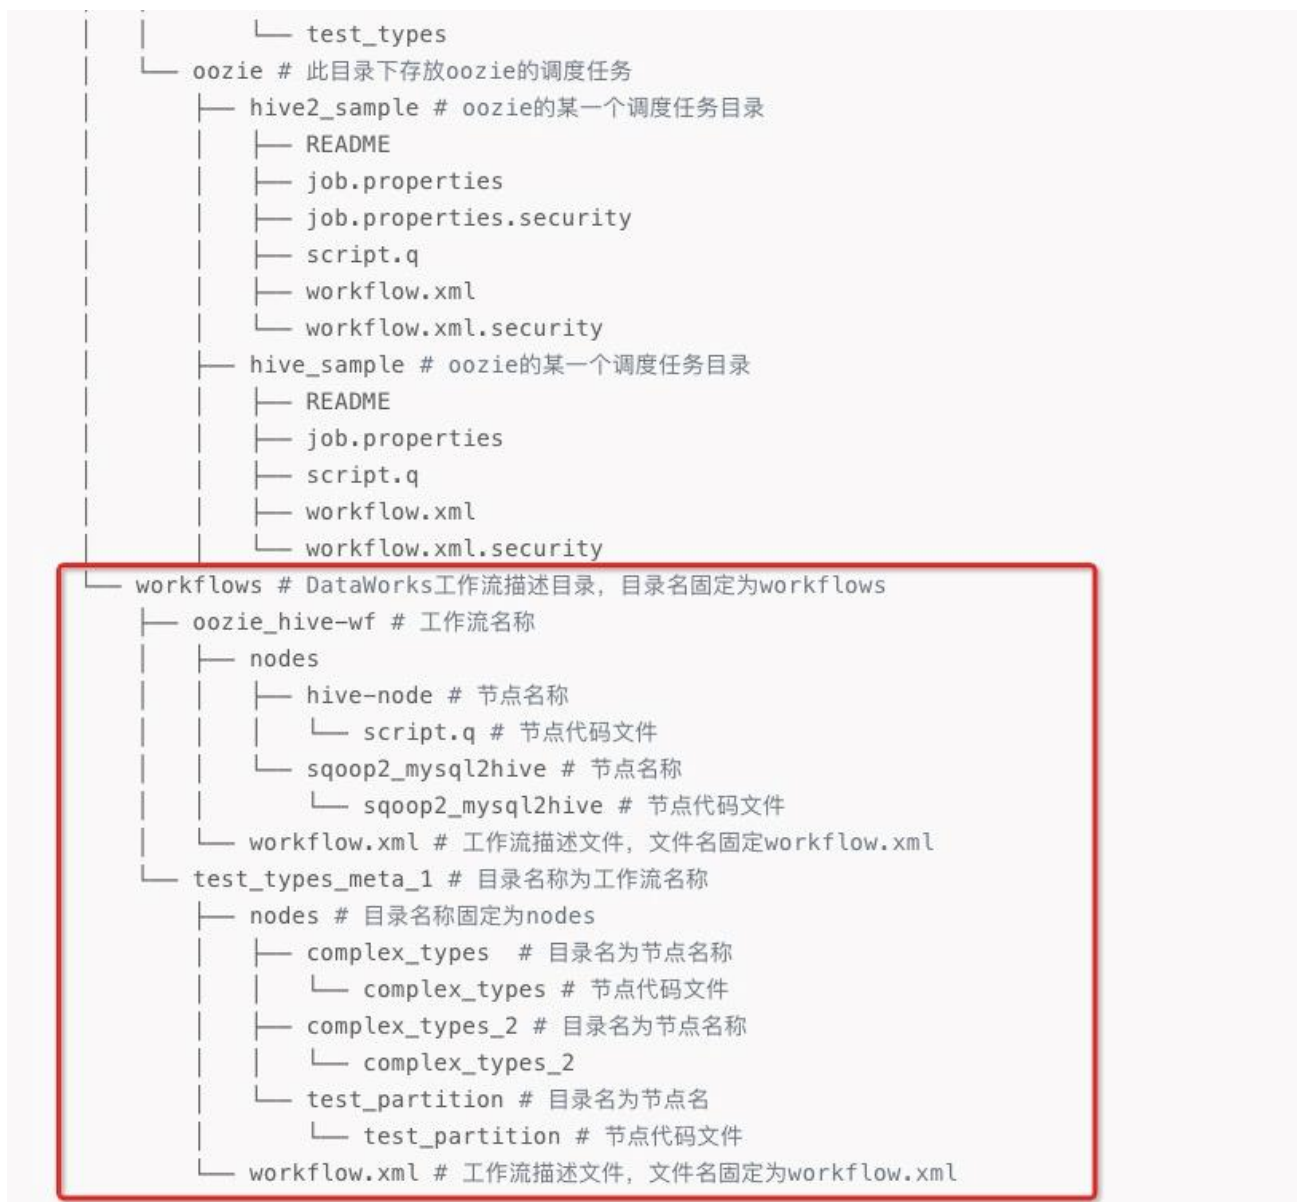 │   │       └── test_types
│   └── oozie # 此目录下存放oozie的调度任务
│       ├── hive2_sample # oozie的某一个调度任务目录
│       │   ├── README
│       │   ├── job.properties
│       │   ├── job.properties.security
│       │   ├── script.q
│       │   ├── workflow.xml
│       │   └── workflow.xml.security
│       ├── hive_sample # oozie的某一个调度任务目录
│       │   ├── README
│       │   ├── job.properties
│       │   ├── script.q
│       │   ├── workflow.xml
│       │   └── workflow.xml.security
└── workflows # DataWorks工作流描述目录，目录名固定为workflows
    ├── oozie_hive-wf # 工作流名称
    │   ├── nodes
    │   │   ├── hive-node # 节点名称
    │   │   │   └── script.q # 节点代码文件
    │   │   └── sqoop2_mysql2hive # 节点名称
    │   │       └── sqoop2_mysql2hive # 节点代码文件
    │   └── workflow.xml # 工作流描述文件，文件名固定workflow.xml
    └── test_types_meta_1 # 目录名称为工作流名称
        ├── nodes # 目录名称固定为nodes
        │   ├── complex_types  # 目录名为节点名称
        │   │   └── complex_types # 节点代码文件
        │   ├── complex_types_2 # 目录名为节点名称
        │   │   └── complex_types_2
        │   └── test_partition # 目录名为节点名
        │       └── test_partition # 节点代码文件
        └── workflow.xml # 工作流描述文件，文件名固定为workflow.xml